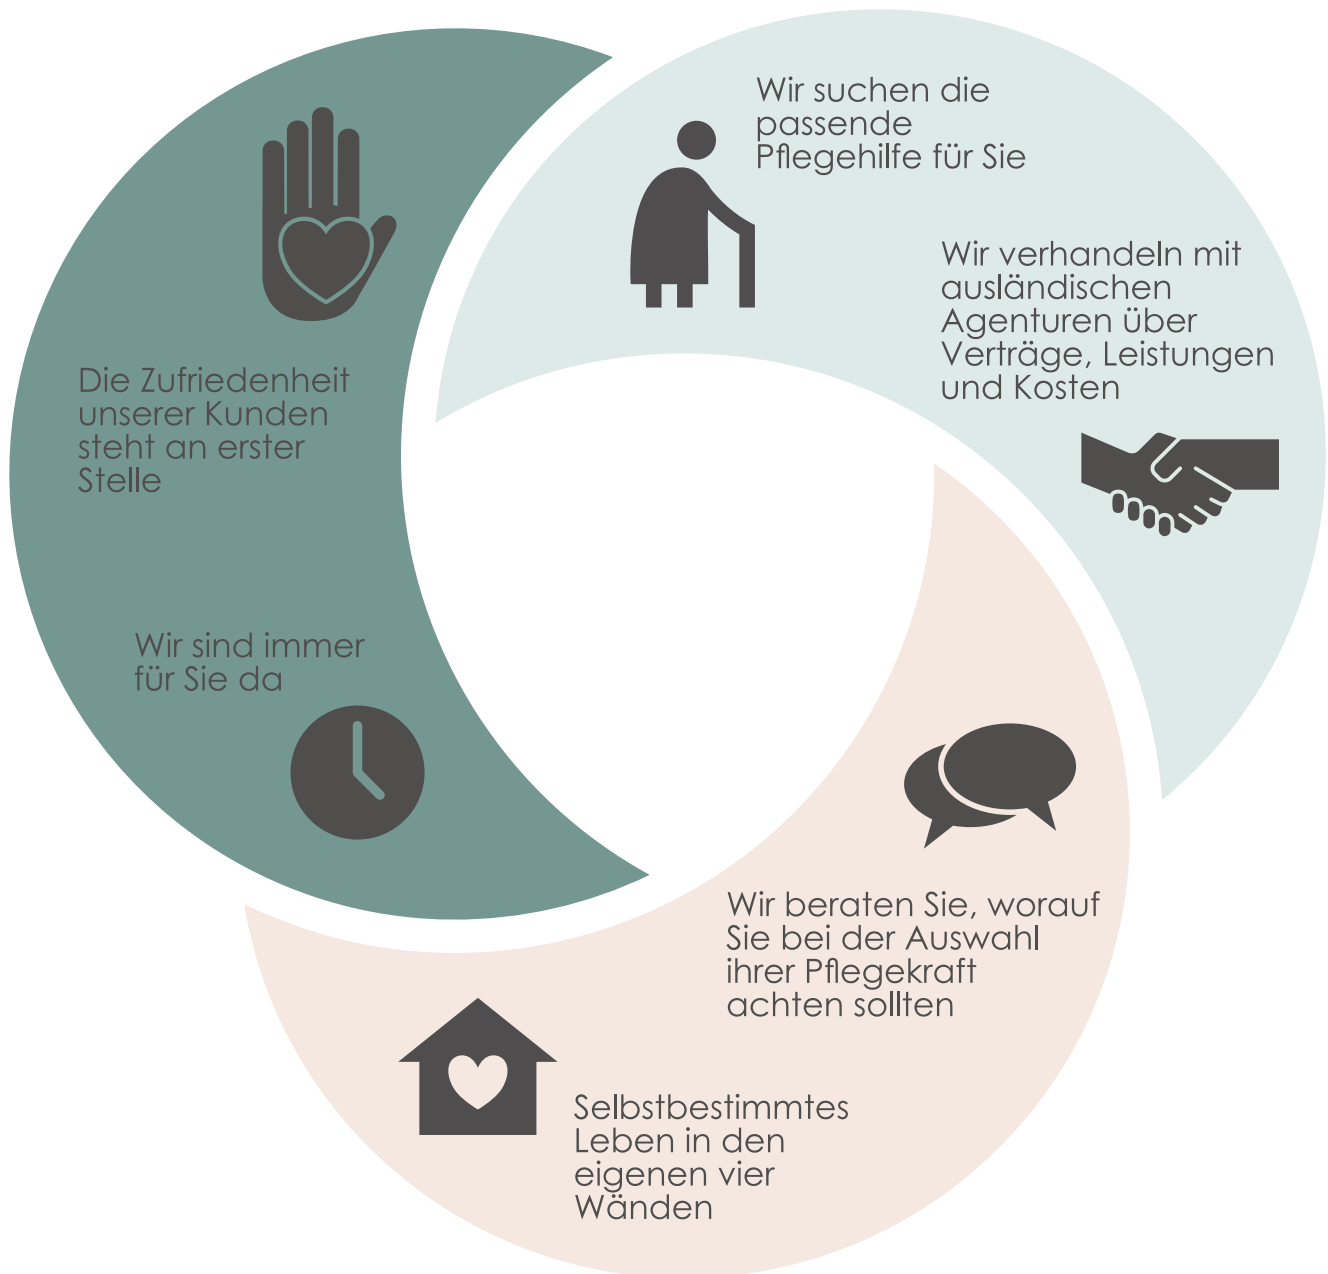 Wir suchen die
passende
Pflegehilfe für Sie
Wir verhandeln mit
ausländischen
Agenturen über
Verträge, Leistungen
und Kosten
Die Zufriedenheit
unserer Kunden
steht an erster
Stelle
Wir sind immer
für Sie da
Wir beraten Sie, worauf
Sie bei der Auswahl
ihrer Pflegekraft
achten sollten
Selbstbestimmtes
Leben in den
eigenen vier
Wänden